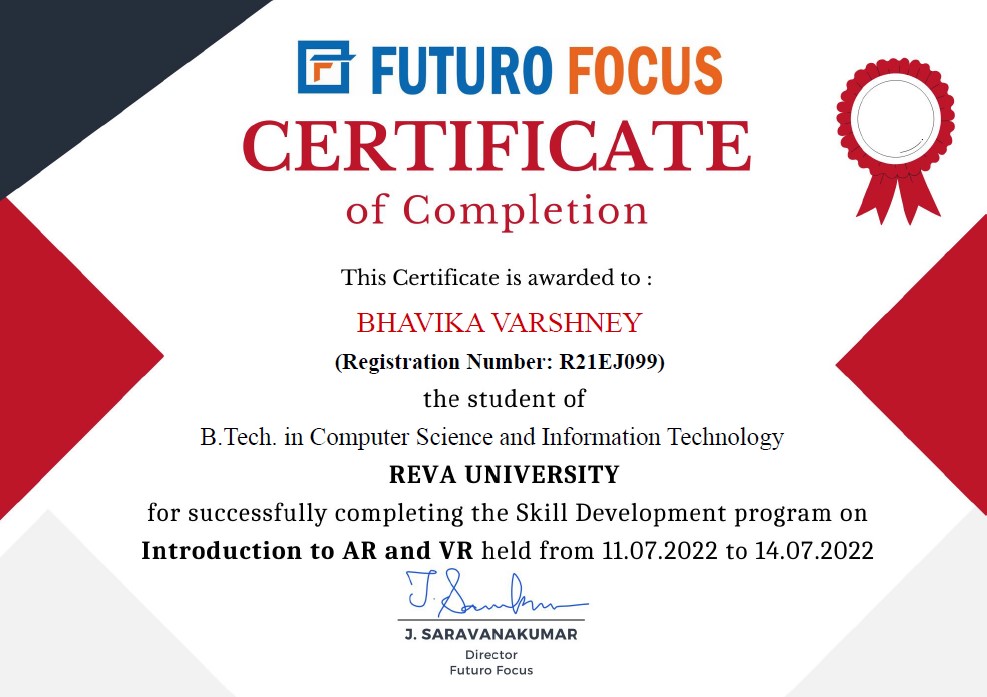 FUTURO FOCUS
CERTIFICATE
of Completion
This Certificate is awarded to :
BHAVIKA VARSHNEY
(Registration Number: R21EJ099)
the student of
B.Tech. in Computer Science and Information Technology
REVA UNIVERSITY
for successfully completing the Skill Development program on
Introduction to AR and VR held from 11.07.2022 to 14.07.2022
J. SARAVANAKUMAR
Director
Futuro Focus